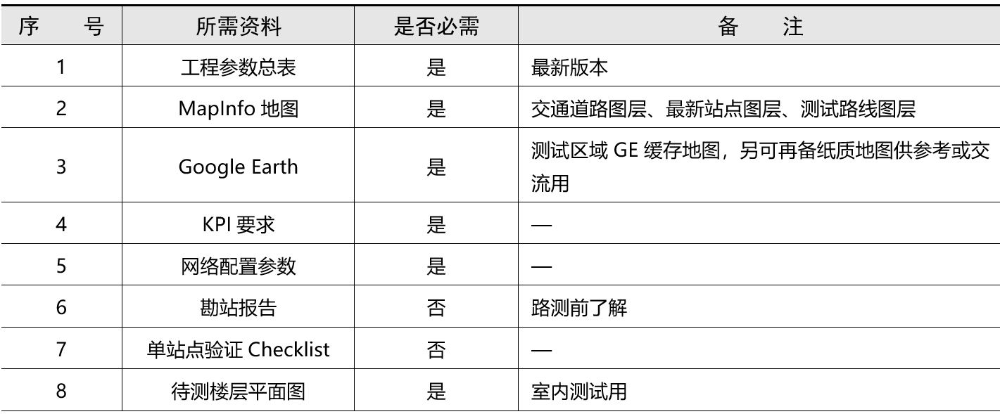 序 号 所需资料 是否必需 备 注
1 工程参数总表 是 最新版本
2 MapInfo 地图 是 交通道路图层、最新站点图层、测试路线图层
3 Google Earth 是 测试区域 GE 缓存地图，另可再备纸质地图供参考或交
流用
4 KPI 要求 是 —
5 网络配置参数 是 —
6 勘站报告 否 路测前了解
7 单站点验证 Checklist 否 —
8 待测楼层平面图 是 室内测试用